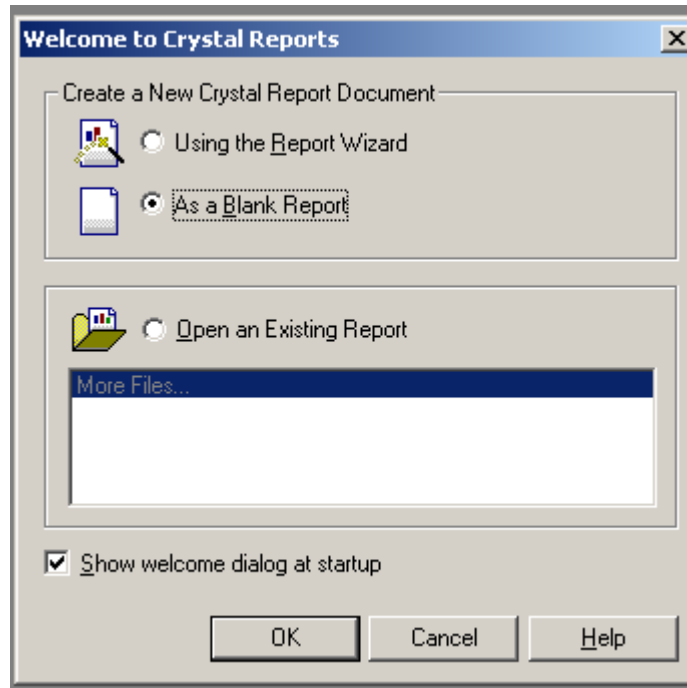 Welcome to Crystal Reports
Create a New Crystal Report Document
Using the Report Wizard
As a Blank Report
Open an Existing Report
More Files...
Show welcome dialog at startup
OK Cancel Help